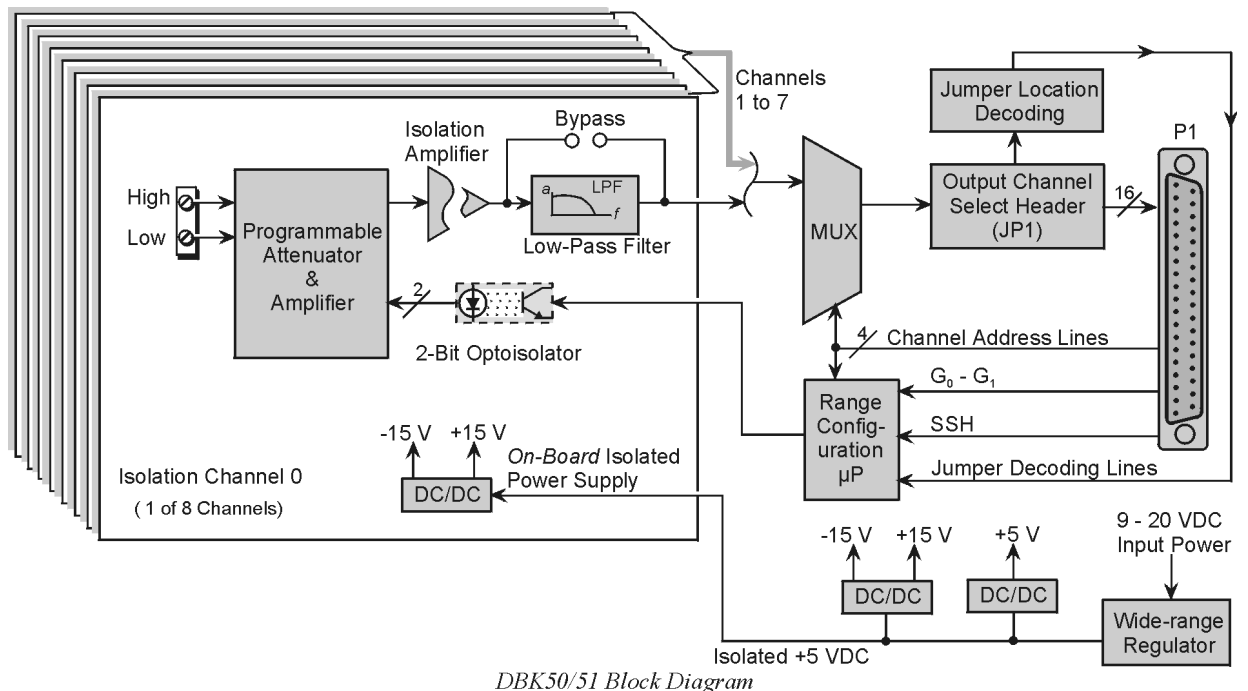 Channels
1 to 7
Jumper Location
Decoding
P1
Bypass
Isolation
Amplifier
High
Low
Programmable
Attenuator
&
Amplifier
a
LPF
f
Low-Pass Filter
MUX
Output Channel
Select Header
(JP1)
16
2
2-Bit Optoisolator
4
Channel Address Lines
G₀ - G₁
SSH
Jumper Decoding Lines
Range
Config-
uration
µP
-15 V
+15 V
On-Board Isolated
Power Supply
DC/DC
Isolation Channel 0
( 1 of 8 Channels)
-15 V
+15 V
+5 V
9 - 20 VDC
Input Power
DC/DC
DC/DC
Wide-range
Regulator
Isolated +5 VDC
DBK50/51 Block Diagram